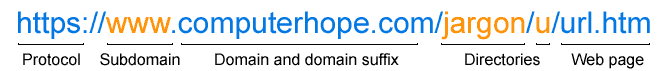 https://www.computerhope.com/jargon/u/url.htm
Protocol Subdomain Domain and domain suffix Directories Web page